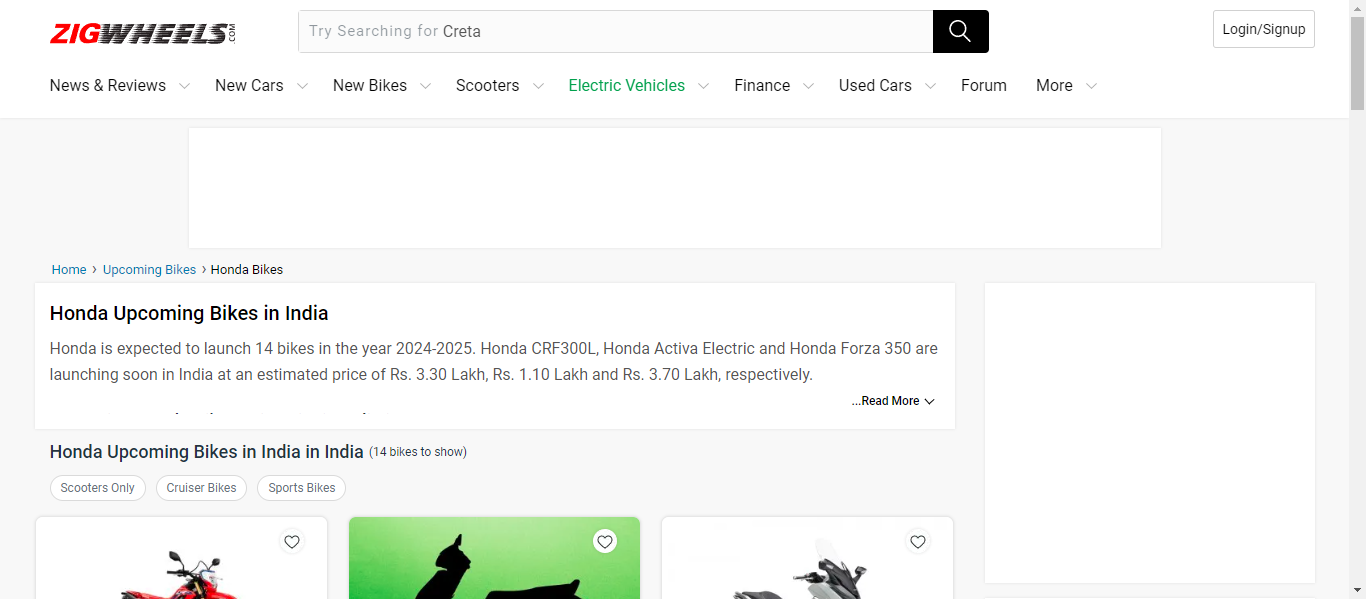 ZIGWHEELS.COM
Try Searching for Creta
Login/Signup
News & Reviews
New Cars
New Bikes
Scooters
Electric Vehicles
Finance
Used Cars
Forum
More
Home › Upcoming Bikes › Honda Bikes
Honda Upcoming Bikes in India
Honda is expected to launch 14 bikes in the year 2024-2025. Honda CRF300L, Honda Activa Electric and Honda Forza 350 are
launching soon in India at an estimated price of Rs. 3.30 Lakh, Rs. 1.10 Lakh and Rs. 3.70 Lakh, respectively.
...Read More
Honda Upcoming Bikes in India in India (14 bikes to show)
Scooters Only
Cruiser Bikes
Sports Bikes